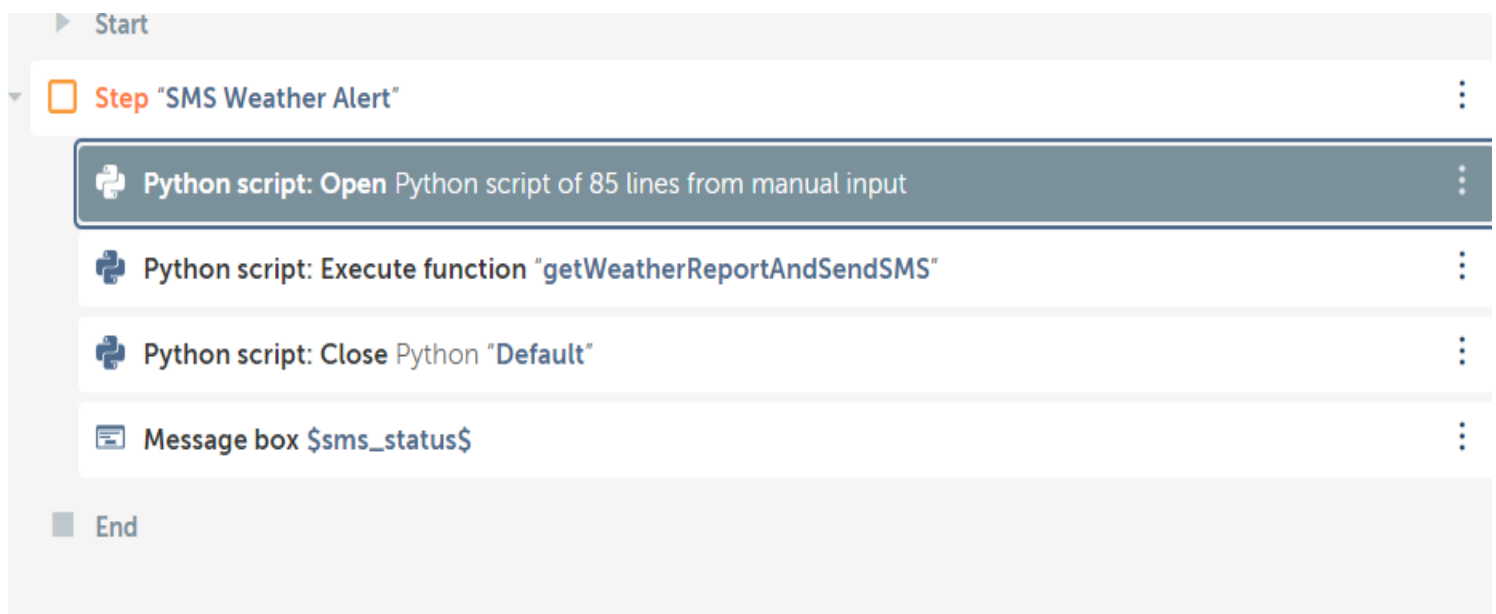 Start
Step “SMS Weather Alert”
Python script: Open Python script of 85 lines from manual input
Python script: Execute function “getWeatherReportAndSendSMS”
Python script: Close Python “Default”
Message box $sms_status$
End